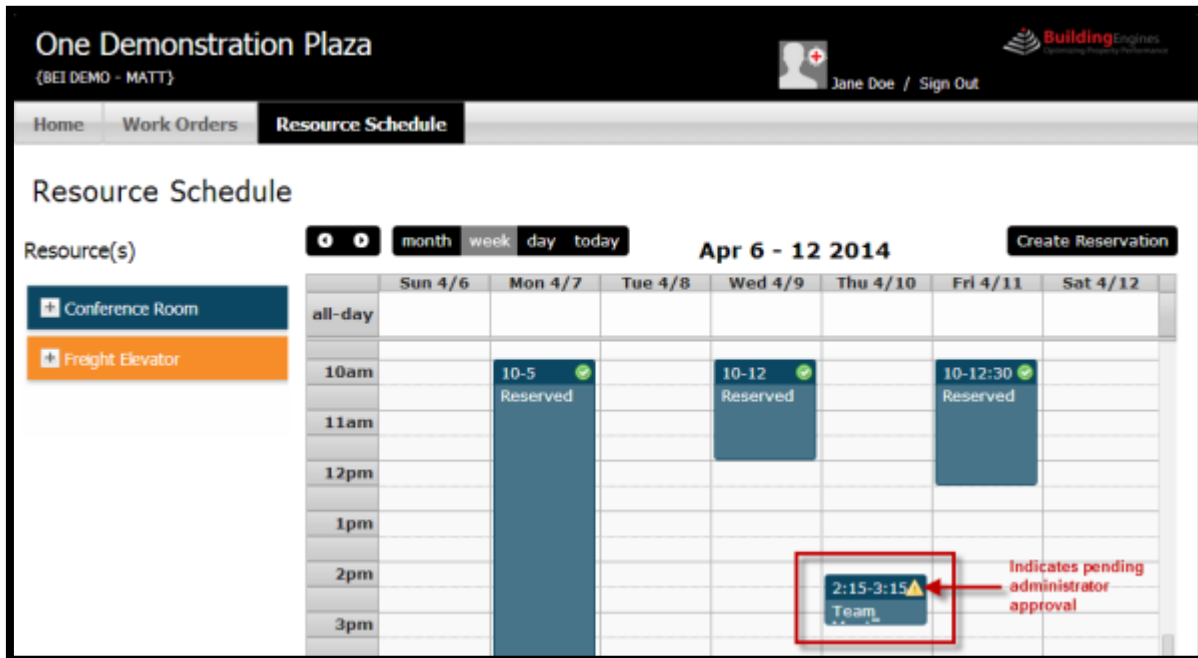 One Demonstration Plaza
{BEI DEMO - MATT}
BuildingEngines
Optimizing Property Performance
Jane Doe / Sign Out
Home Work Orders Resource Schedule
Resource Schedule
Resource(s)
month week day today
Apr 6 - 12 2014
Create Reservation
Conference Room
Freight Elevator
Sun 4/6 Mon 4/7 Tue 4/8 Wed 4/9 Thu 4/10 Fri 4/11 Sat 4/12
all-day
10am
10-5
Reserved
10-12
Reserved
10-12:30
Reserved
11am
12pm
1pm
2pm
2:15-3:15
Team
Indicates pending
administrator
approval
3pm